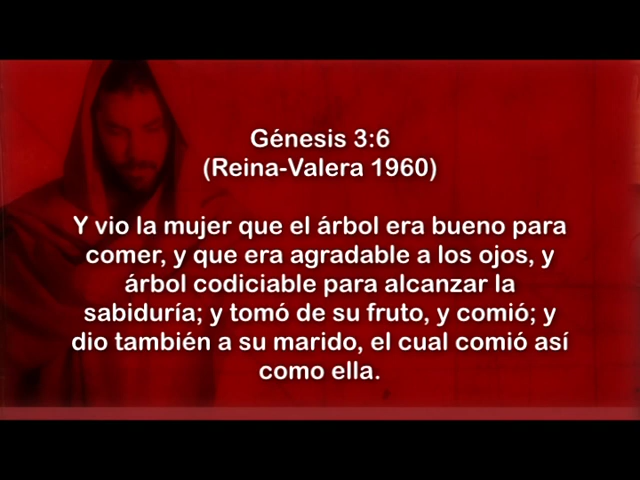 Génesis 3:6
(Reina-Valera 1960)
Y vio la mujer que el árbol era bueno para
comer, y que era agradable a los ojos, y
árbol codiciable para alcanzar la
sabiduría; y tomó de su fruto, y comió; y
dio también a su marido, el cual comió así
como ella.